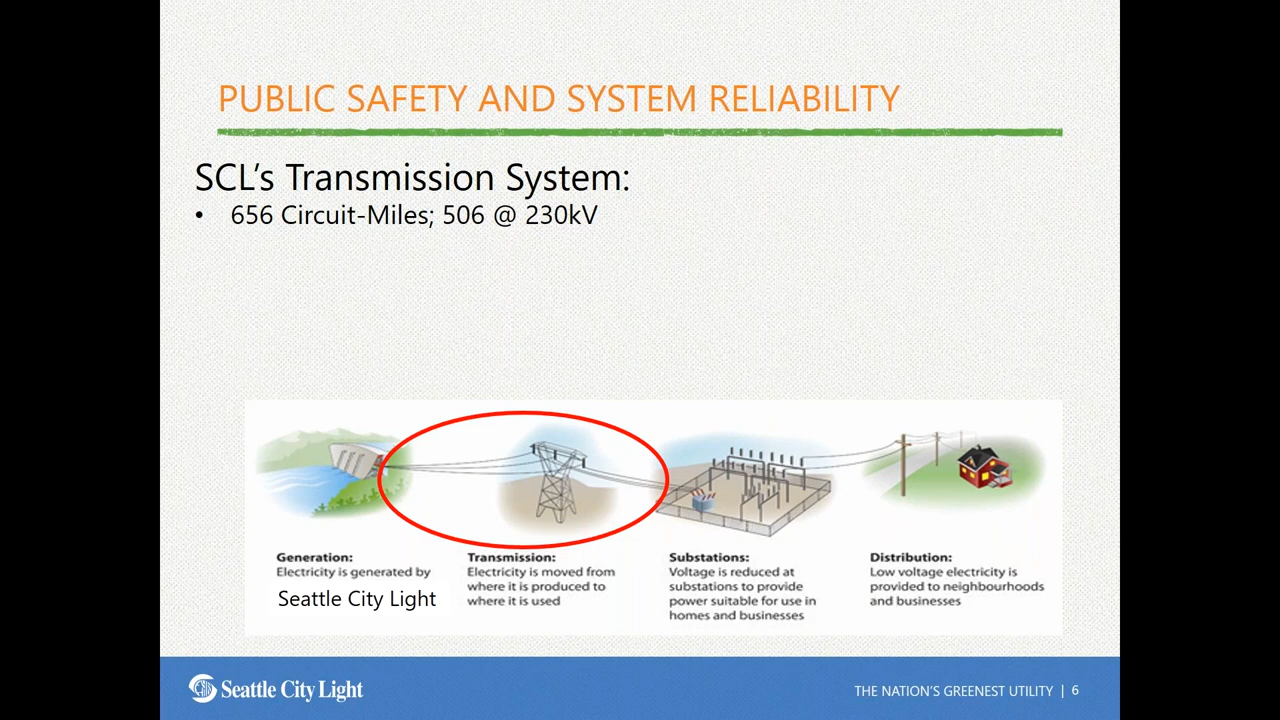 PUBLIC SAFETY AND SYSTEM RELIABILITY
SCL's Transmission System:
• 656 Circuit-Miles; 506 @ 230kV
Generation:
Electricity is generated by
Seattle City Light
Transmission:
Electricity is moved from
where it is produced to
where it is used
Substations:
Voltage is reduced at
substations to provide
power suitable for use in
homes and businesses
Distribution:
Low voltage electricity is
provided to neighbourhoods
and businesses
Seattle City Light
THE NATION'S GREENEST UTILITY | 6